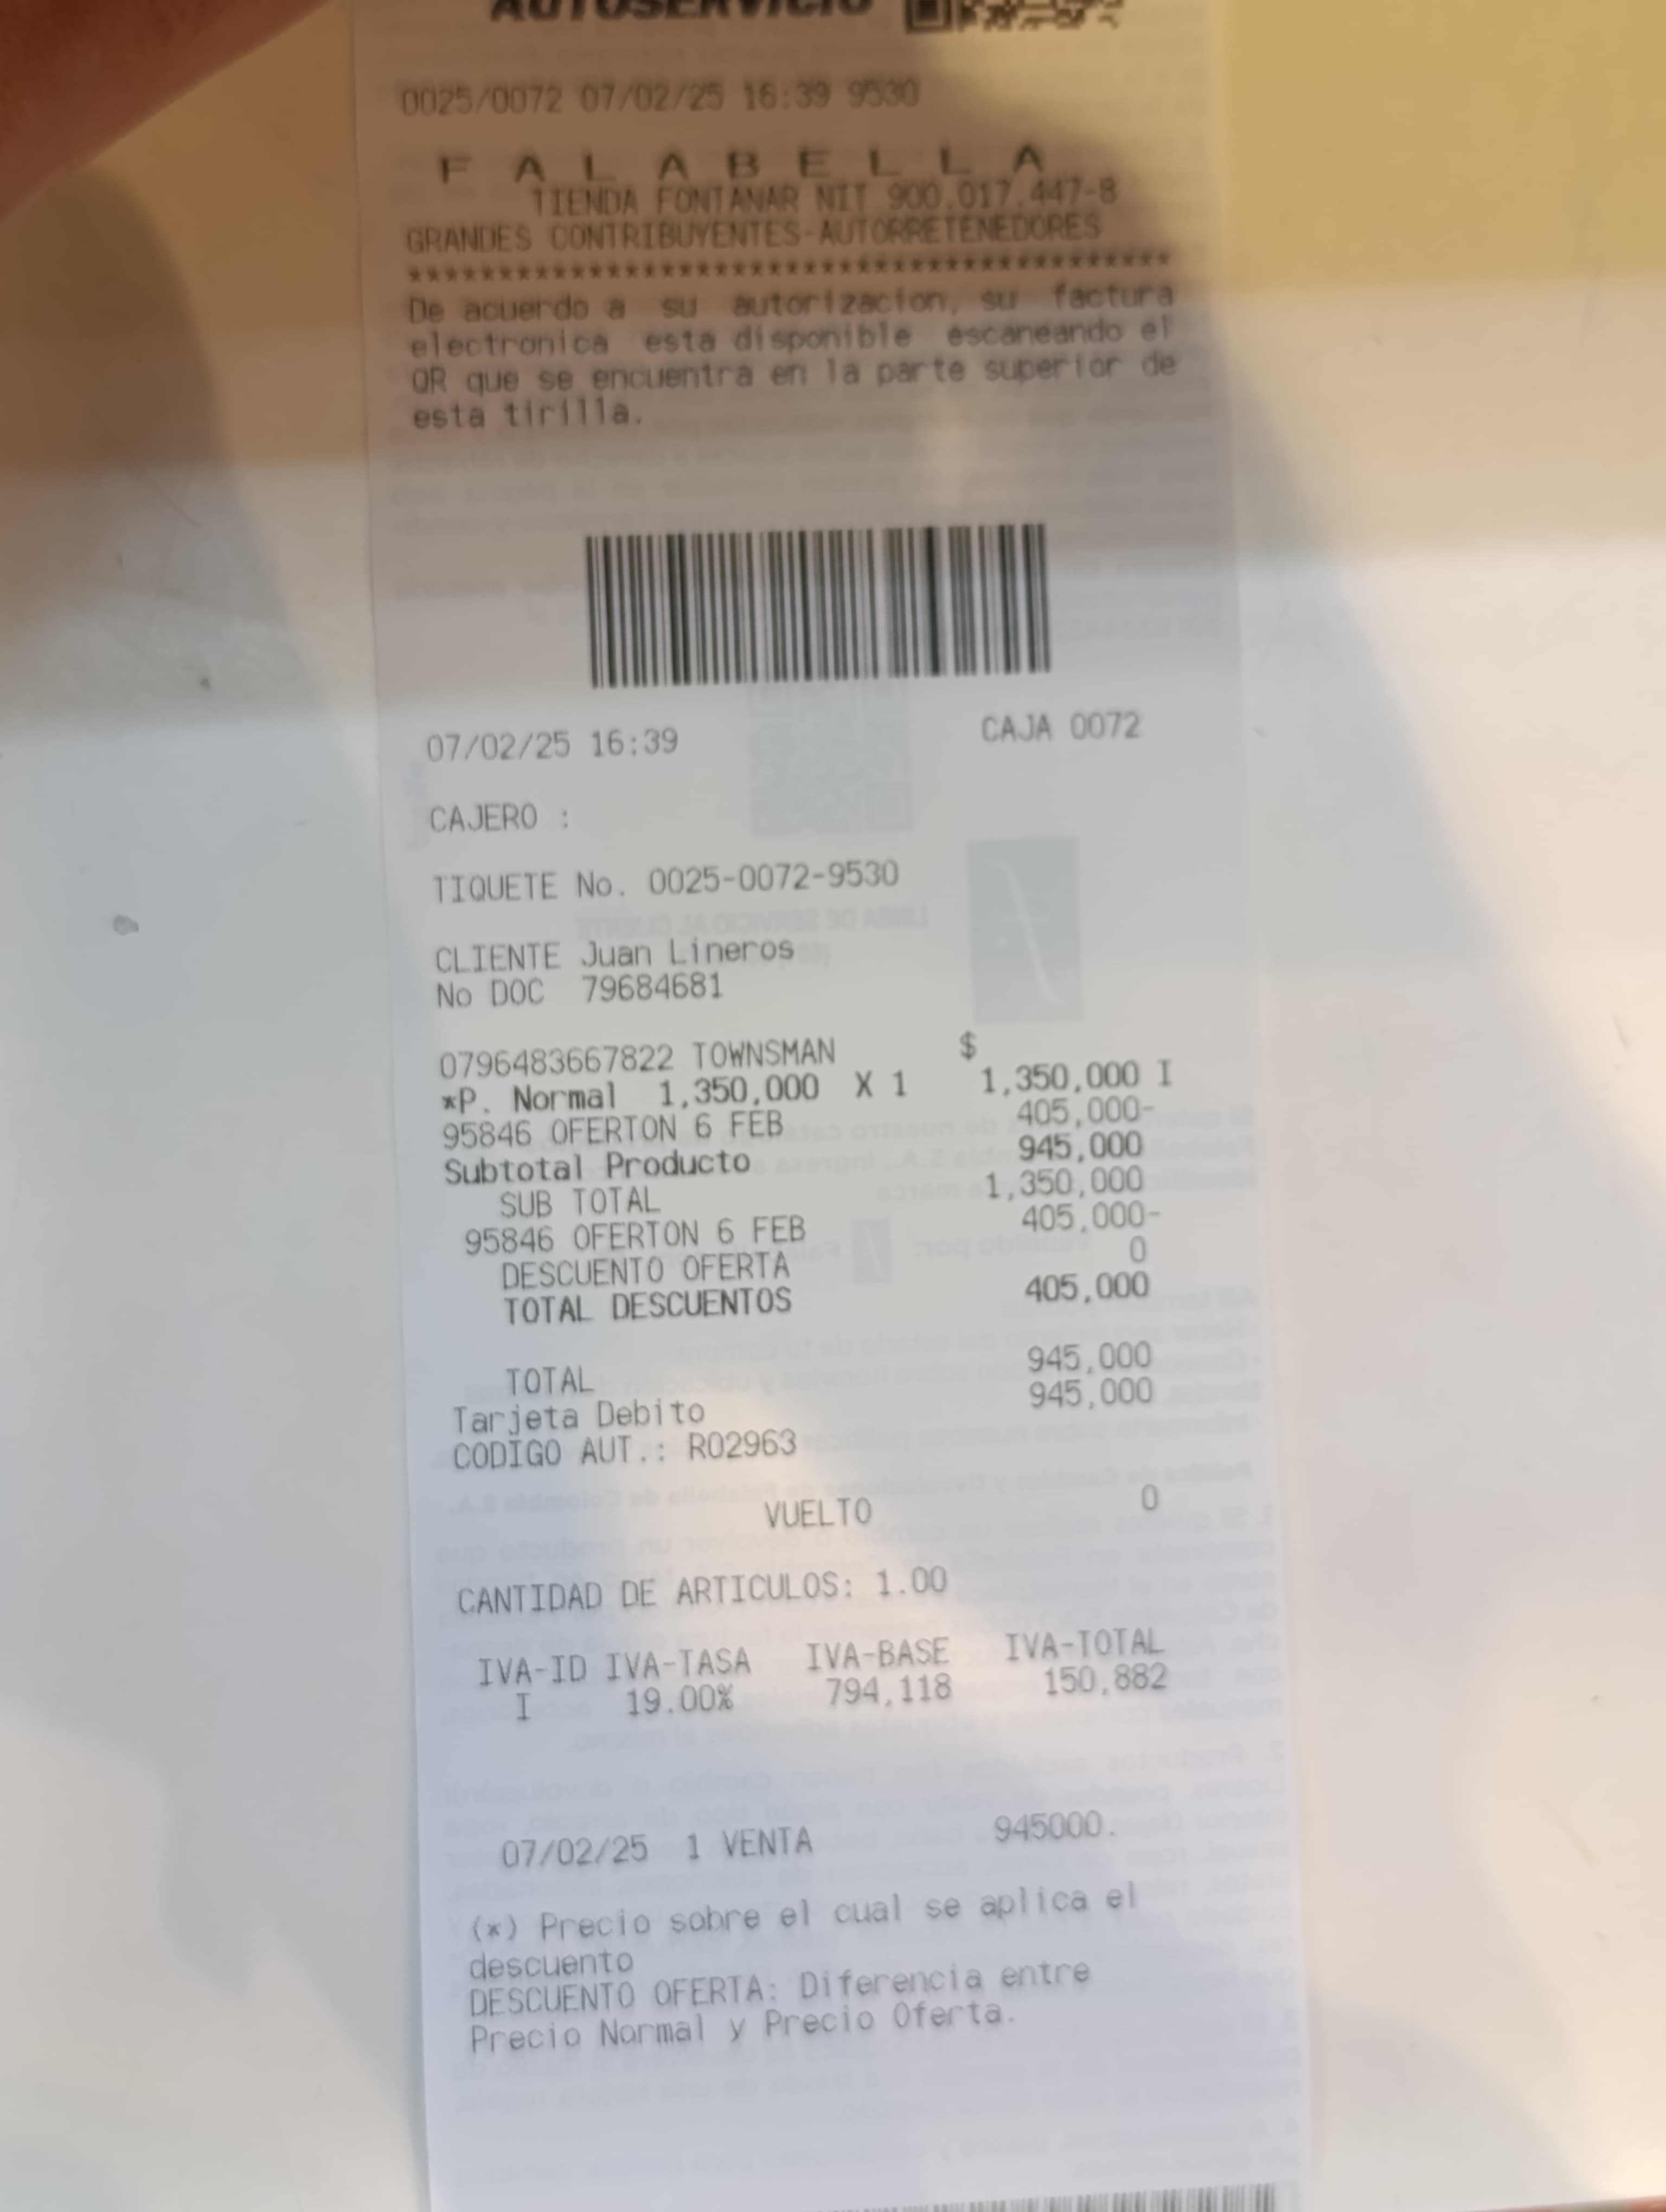 AUTOSERVICIO
0025/0072 07/02/25 16:39 9530
F A L A B E L L A
TIENDA FONTANAR NIT 900.017.447-8
GRANDES CONTRIBUYENTES-AUTORRETENEDORES
******************************************
De acuerdo a su autorizacion, su factura
electronica esta disponible escaneando el
QR que se encuentra en la parte superior de
esta tirilla.
07/02/25 16:39 CAJA 0072
CAJERO :
TIQUETE No. 0025-0072-9530
CLIENTE Juan Lineros
No DOC 79684681
0796483667822 TOWNSMAN $
*P. Normal 1,350,000 X 1 1,350,000 I
95846 OFERTON 6 FEB 405,000-
Subtotal Producto 945,000
SUB TOTAL 1,350,000
95846 OFERTON 6 FEB 405,000-
DESCUENTO OFERTA 0
TOTAL DESCUENTOS 405,000
TOTAL 945,000
Tarjeta Debito 945,000
CODIGO AUT.: R02963
VUELTO 0
CANTIDAD DE ARTICULOS: 1.00
IVA-ID IVA-TASA IVA-BASE IVA-TOTAL
I 19.00% 794,118 150,882
07/02/25 1 VENTA 945000.
(*) Precio sobre el cual se aplica el
descuento
DESCUENTO OFERTA: Diferencia entre
Precio Normal y Precio Oferta.